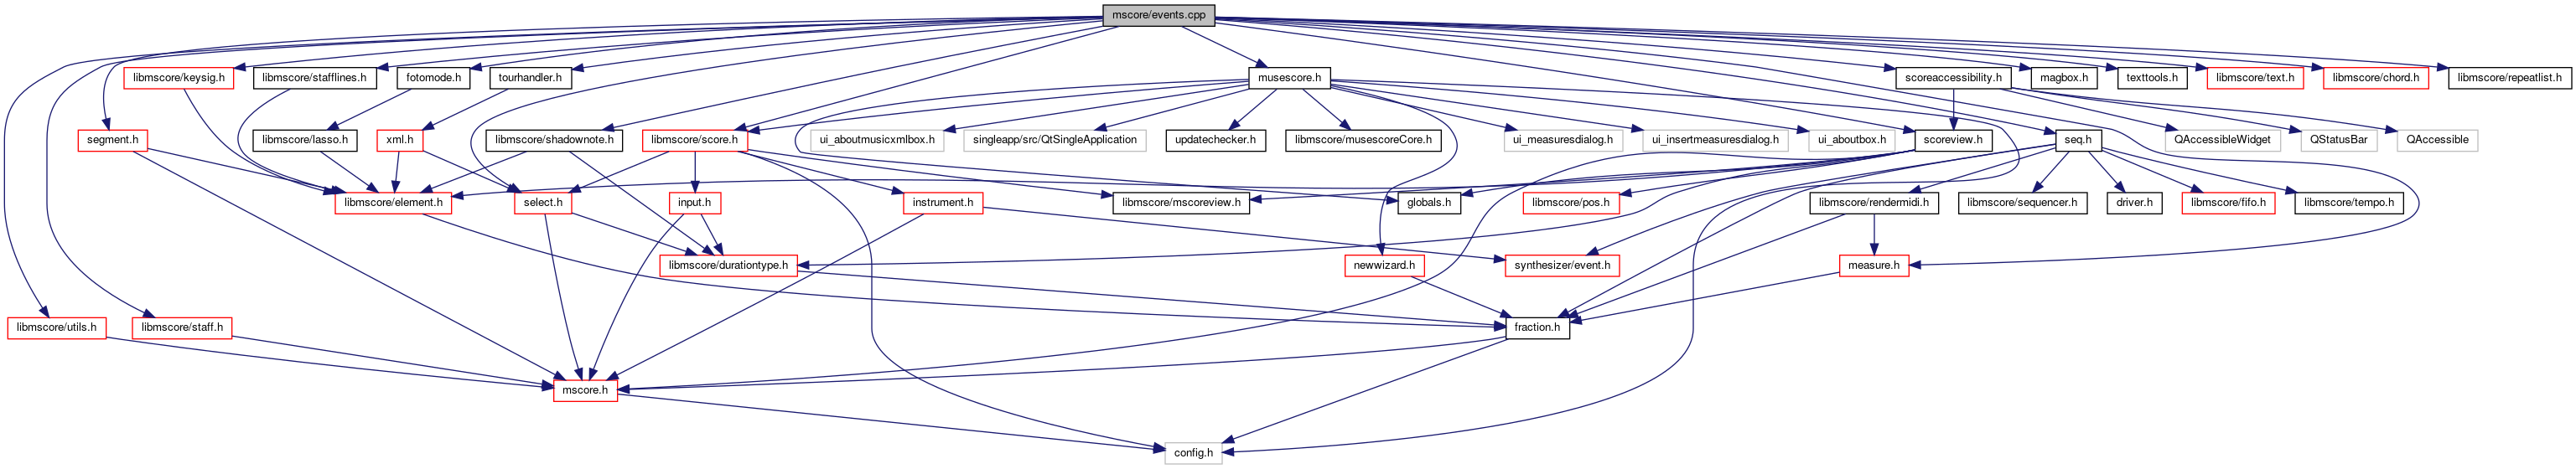 mscore/events.cpp
libmscore/keysig.h
libmscore/stafflines.h
fotomode.h
tourhandler.h
musescore.h
scoreaccessibility.h
magbox.h
texttools.h
libmscore/text.h
libmscore/chord.h
libmscore/repeatlist.h
segment.h
libmscore/lasso.h
xml.h
libmscore/shadownote.h
libmscore/score.h
ui_aboutmusicxmlbox.h
singleapp/src/QtSingleApplication
updatechecker.h
libmscore/musescoreCore.h
ui_measuresdialog.h
ui_insertmeasuresdialog.h
ui_aboutbox.h
scoreview.h
seq.h
QAccessibleWidget
QStatusBar
QAccessible
libmscore/element.h
select.h
input.h
instrument.h
libmscore/mscoreview.h
globals.h
libmscore/pos.h
libmscore/rendermidi.h
libmscore/sequencer.h
driver.h
libmscore/fifo.h
libmscore/tempo.h
libmscore/durationtype.h
newwizard.h
synthesizer/event.h
measure.h
libmscore/utils.h
libmscore/staff.h
fraction.h
mscore.h
config.h